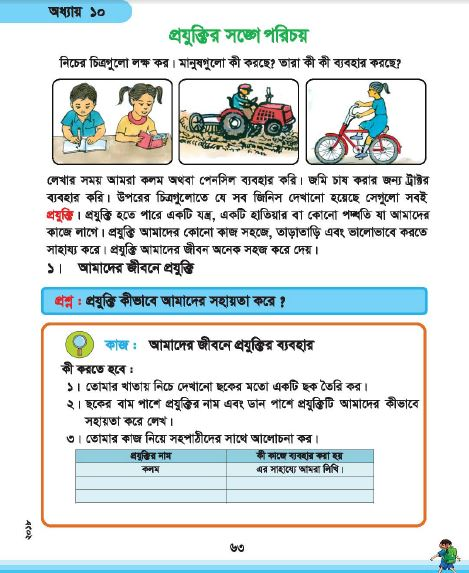 অধ্যায় ১০
প্রযুক্তির সঙ্গে পরিচয়
নিচের চিত্রগুলো লক্ষ কর। মানুষগুলো কী করছে? তারা কী কী ব্যবহার করছে?
লেখার সময় আমরা কলম অথবা পেনসিল ব্যবহার করি। জমি চাষ করার জন্য ট্রাক্টর
ব্যবহার করি। উপরের চিত্রগুলোতে যে সব জিনিস দেখানো হয়েছে সেগুলো সবই
প্রযুক্তি। প্রযুক্তি হতে পারে একটি যন্ত্র, একটি হাতিয়ার বা কোনো পদ্ধতি যা আমাদের
কাজে লাগে। প্রযুক্তি আমাদের কোনো কাজ সহজে, তাড়াতাড়ি এবং ভালোভাবে করতে
সাহায্য করে। প্রযুক্তি আমাদের জীবন অনেক সহজ করে দেয়।
১। আমাদের জীবনে প্রযুক্তি
প্রশ্ন : প্রযুক্তি কীভাবে আমাদের সহায়তা করে ?
কাজ : আমাদের জীবনে প্রযুক্তির ব্যবহার
কী করতে হবে :
১। তোমার খাতায় নিচে দেখানো ছকের মতো একটি ছক তৈরি কর।
২। ছকের বাম পাশে প্রযুক্তির নাম এবং ডান পাশে প্রযুক্তিটি আমাদের কীভাবে
সহায়তা করে লেখ।
৩। তোমার কাজ নিয়ে সহপাঠীদের সাথে আলোচনা কর।
প্রযুক্তির নাম কী কাজে ব্যবহার করা হয়
কলম এর সাহায্যে আমরা লিখি।
২০১৮
৬৩